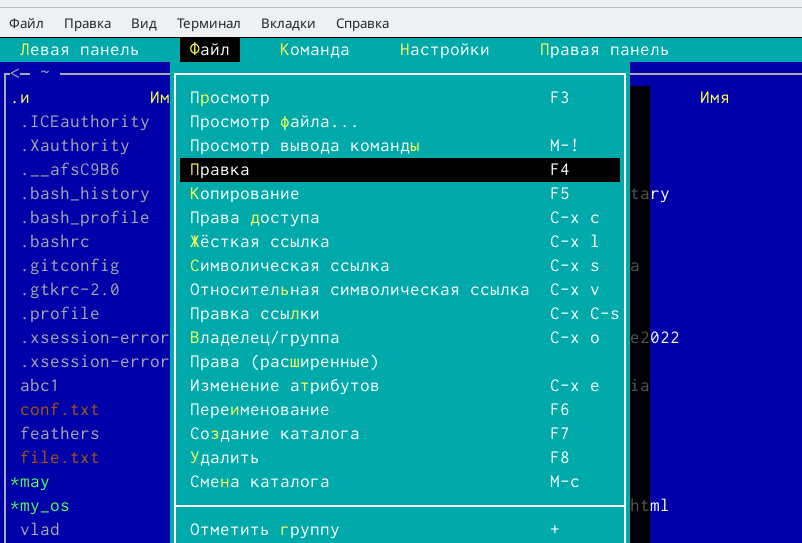 Файл Правка Вид Терминал Вкладки Справка
Левая панель Файл Команда Настройки Правая панель
<─ ~
.и Им Просмотр F3 Имя
.ICEauthority Просмотр файла...
.Xauthority Просмотр вывода команды M-!
.__afsC9B6 Правка F4
.bash_history Копирование F5 tary
.bash_profile Права доступа C-x c
.bashrc Жёсткая ссылка C-x l
.gitconfig Символическая ссылка C-x s a
.gtkrc-2.0 Относительная символическая ссылка C-x v
.profile Правка ссылки C-x C-s
.xsession-error Владелец/группа C-x o e2022
.xsession-error Права (расширенные)
abc1 Изменение атрибутов C-x e ia
conf.txt Переименование F6
feathers Создание каталога F7
file.txt Удалить F8
*may Смена каталога M-c
*my_os html
vlad Отметить группу +